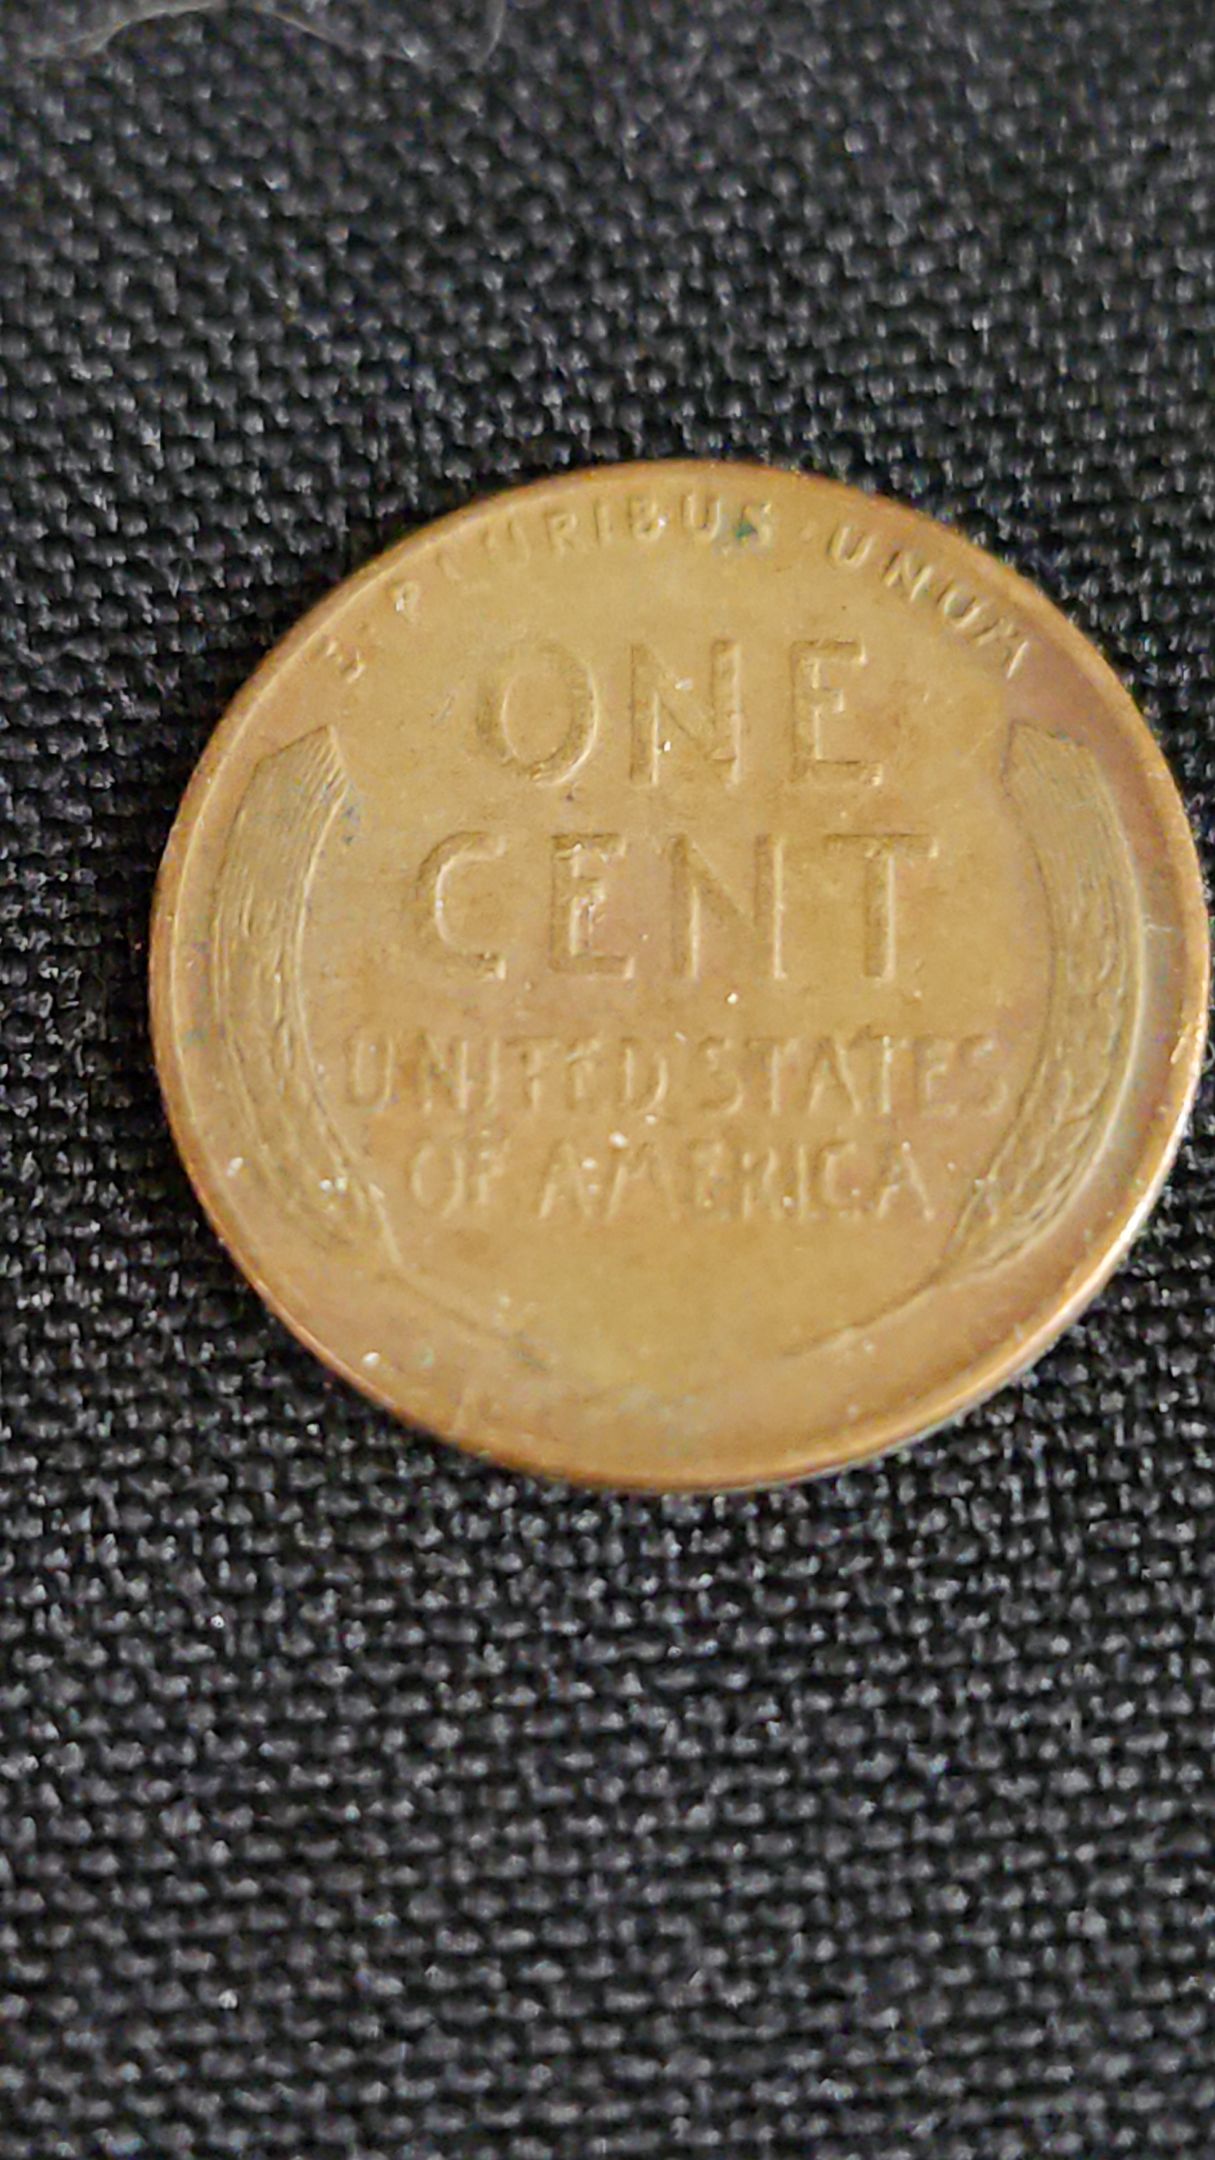 E·PLURIBUS·UNUM
ONE
CENT
UNITED STATES
OF AMERICA